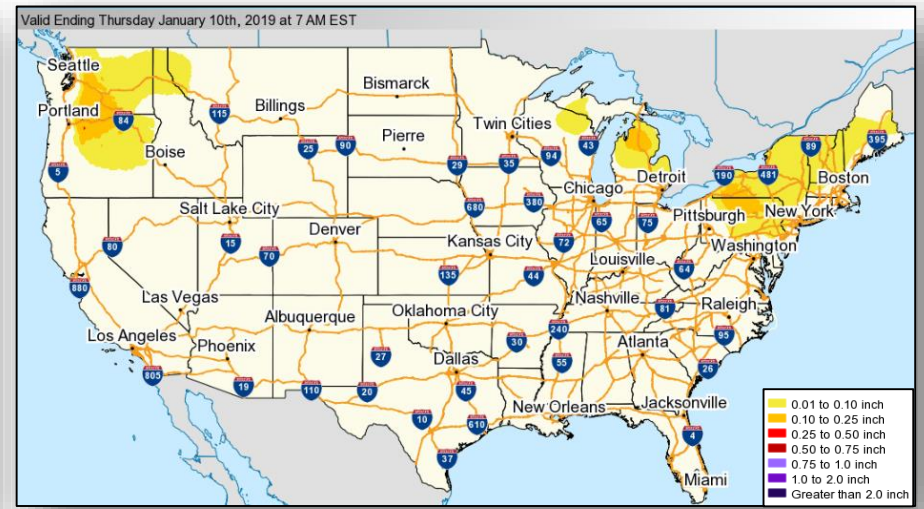 Valid Ending Thursday January 10th, 2019 at 7 AM EST
Seattle
Portland
84
5
Boise
115
Billings
Bismarck
Pierre
25
90
Twin Cities
29
35
94
43
Chicago
Detroit
190
481
89
395
Boston
New York
Pittsburgh
Washington
680
380
65
75
Salt Lake City
80
15
70
Denver
Kansas City
72
Louisville
64
880
135
44
Las Vegas
Albuquerque
Oklahoma City
Nashville
81
Raleigh
Los Angeles
Phoenix
27
30
240
95
805
19
110
20
Dallas
45
55
Atlanta
26
10
610
New Orleans
Jacksonville
37
4
Miami
0.01 to 0.10 inch
0.10 to 0.25 inch
0.25 to 0.50 inch
0.50 to 0.75 inch
0.75 to 1.0 inch
1.0 to 2.0 inch
Greater than 2.0 inch